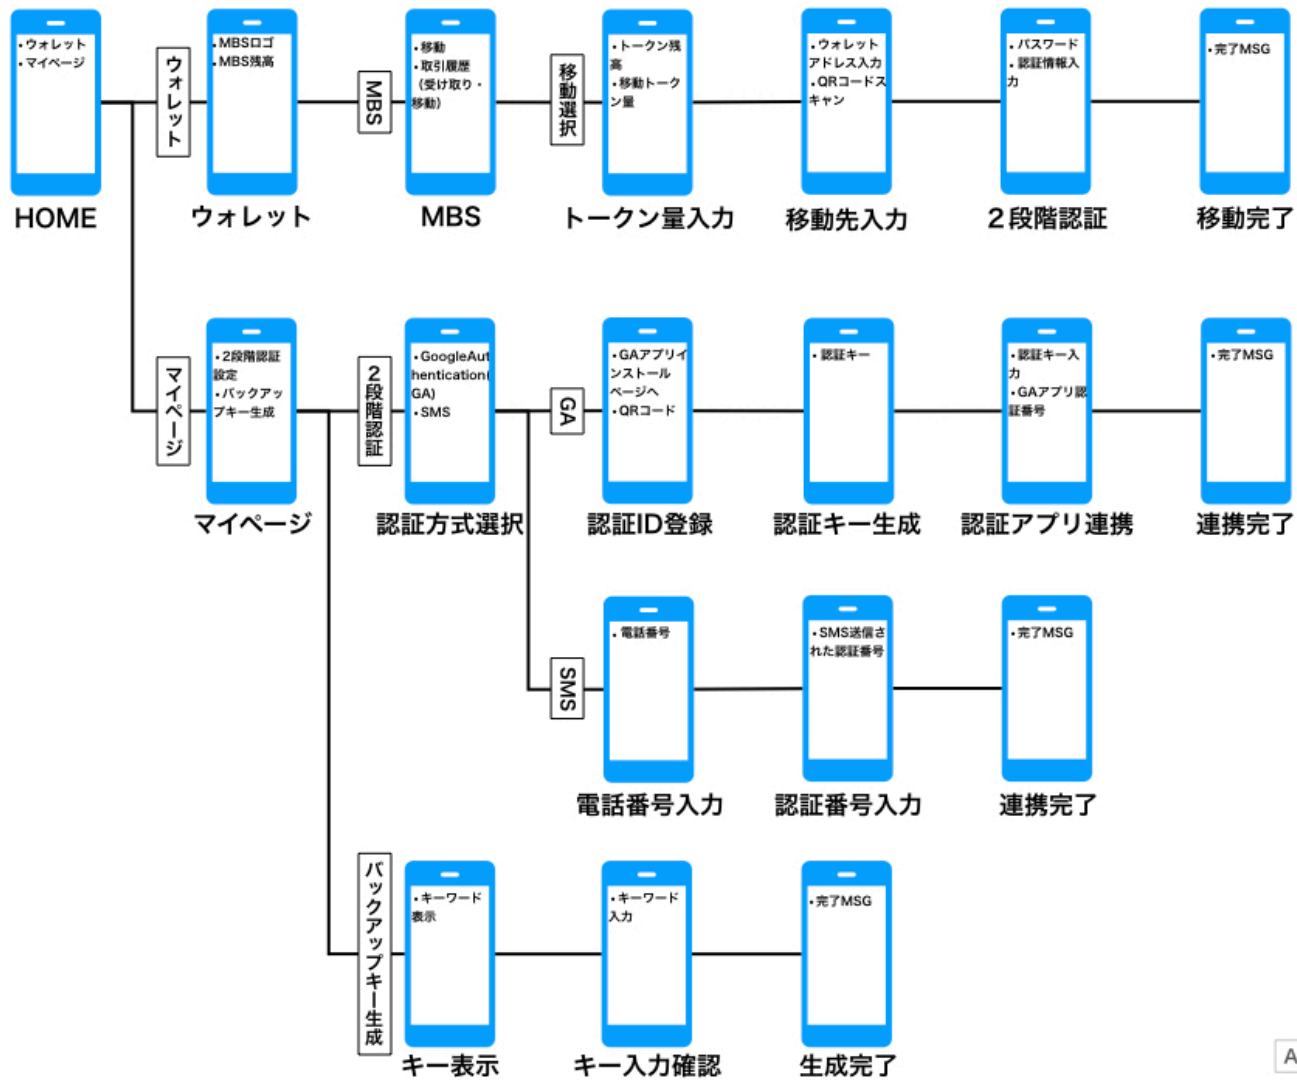 ・ウォレット
・マイページ
HOME
ウォレット
・MBSロゴ
・MBS残高
ウォレット
MBS
・移動
・取引履歴
（受け取り・
移動）
MBS
移動選択
・トークン残
高
・移動トーク
ン量
トークン量入力
・ウォレット
アドレス入力
・QRコードス
キャン
移動先入力
・パスワード
・認証情報入
力
２段階認証
・完了MSG
移動完了
マイページ
・2段階認証
設定
・バックアッ
プキー生成
マイページ
２段階認証
・GoogleAut
hentication(
GA)
・SMS
認証方式選択
GA
・GAアプリイ
ンストール
ページへ
・QRコード
認証ID登録
・認証キー
認証キー生成
・認証キー入
力
・GAアプリ認
証番号
認証アプリ連携
・完了MSG
連携完了
SMS
・電話番号
電話番号入力
・SMS送信さ
れた認証番号
認証番号入力
・完了MSG
連携完了
バックアップキー生成
・キーワード
表示
キー表示
・キーワード
入力
キー入力確認
・完了MSG
生成完了
A